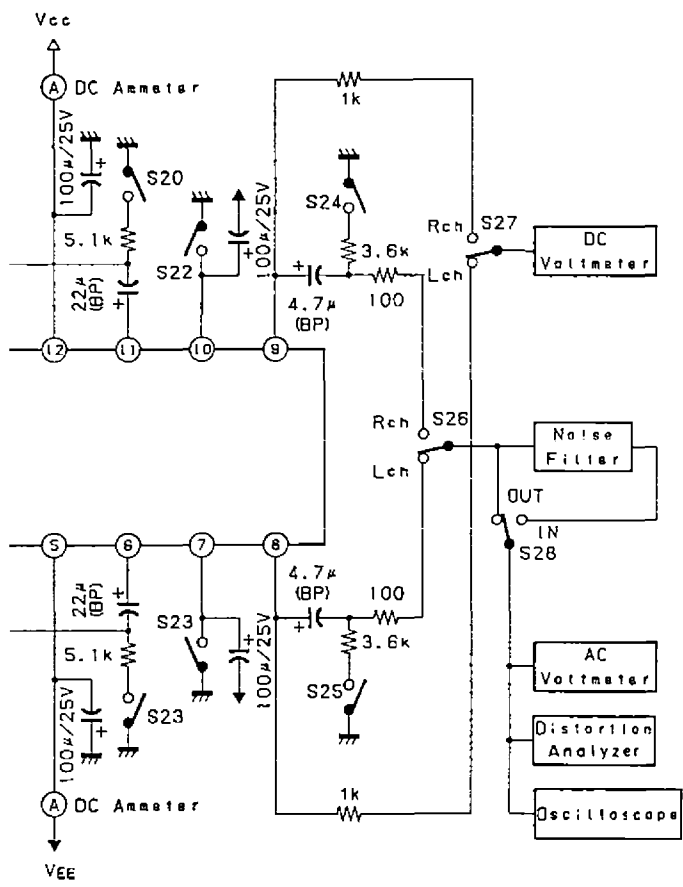 Vcc
A DC Ammeter
1k
100μ/25V
+
S20
5.1k
22μ
(BP)
+
S22
+
100μ/25V
S24
3.6k
+
4.7μ
(BP)
100
Rch
S27
Lch
DC
Voltmeter
12
11
10
9
Rch
S26
Lch
Noise
Filter
OUT
IN
S28
5
6
7
8
22μ
(BP)
+
5.1k
S23
100μ/25V
+
S23
+
100μ/25V
4.7μ
(BP)
+
100
3.6k
S25
AC
Voltmeter
Distortion
Analyzer
Oscilloscope
1k
A DC Ammeter
VEE